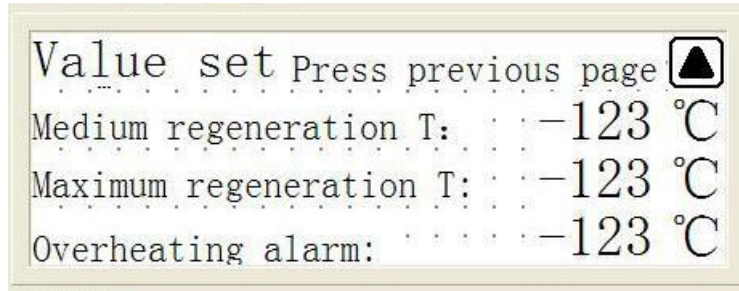 Value set Press previous page
Medium regeneration T: -123 ℃
Maximum regeneration T: -123 ℃
Overheating alarm: -123 ℃